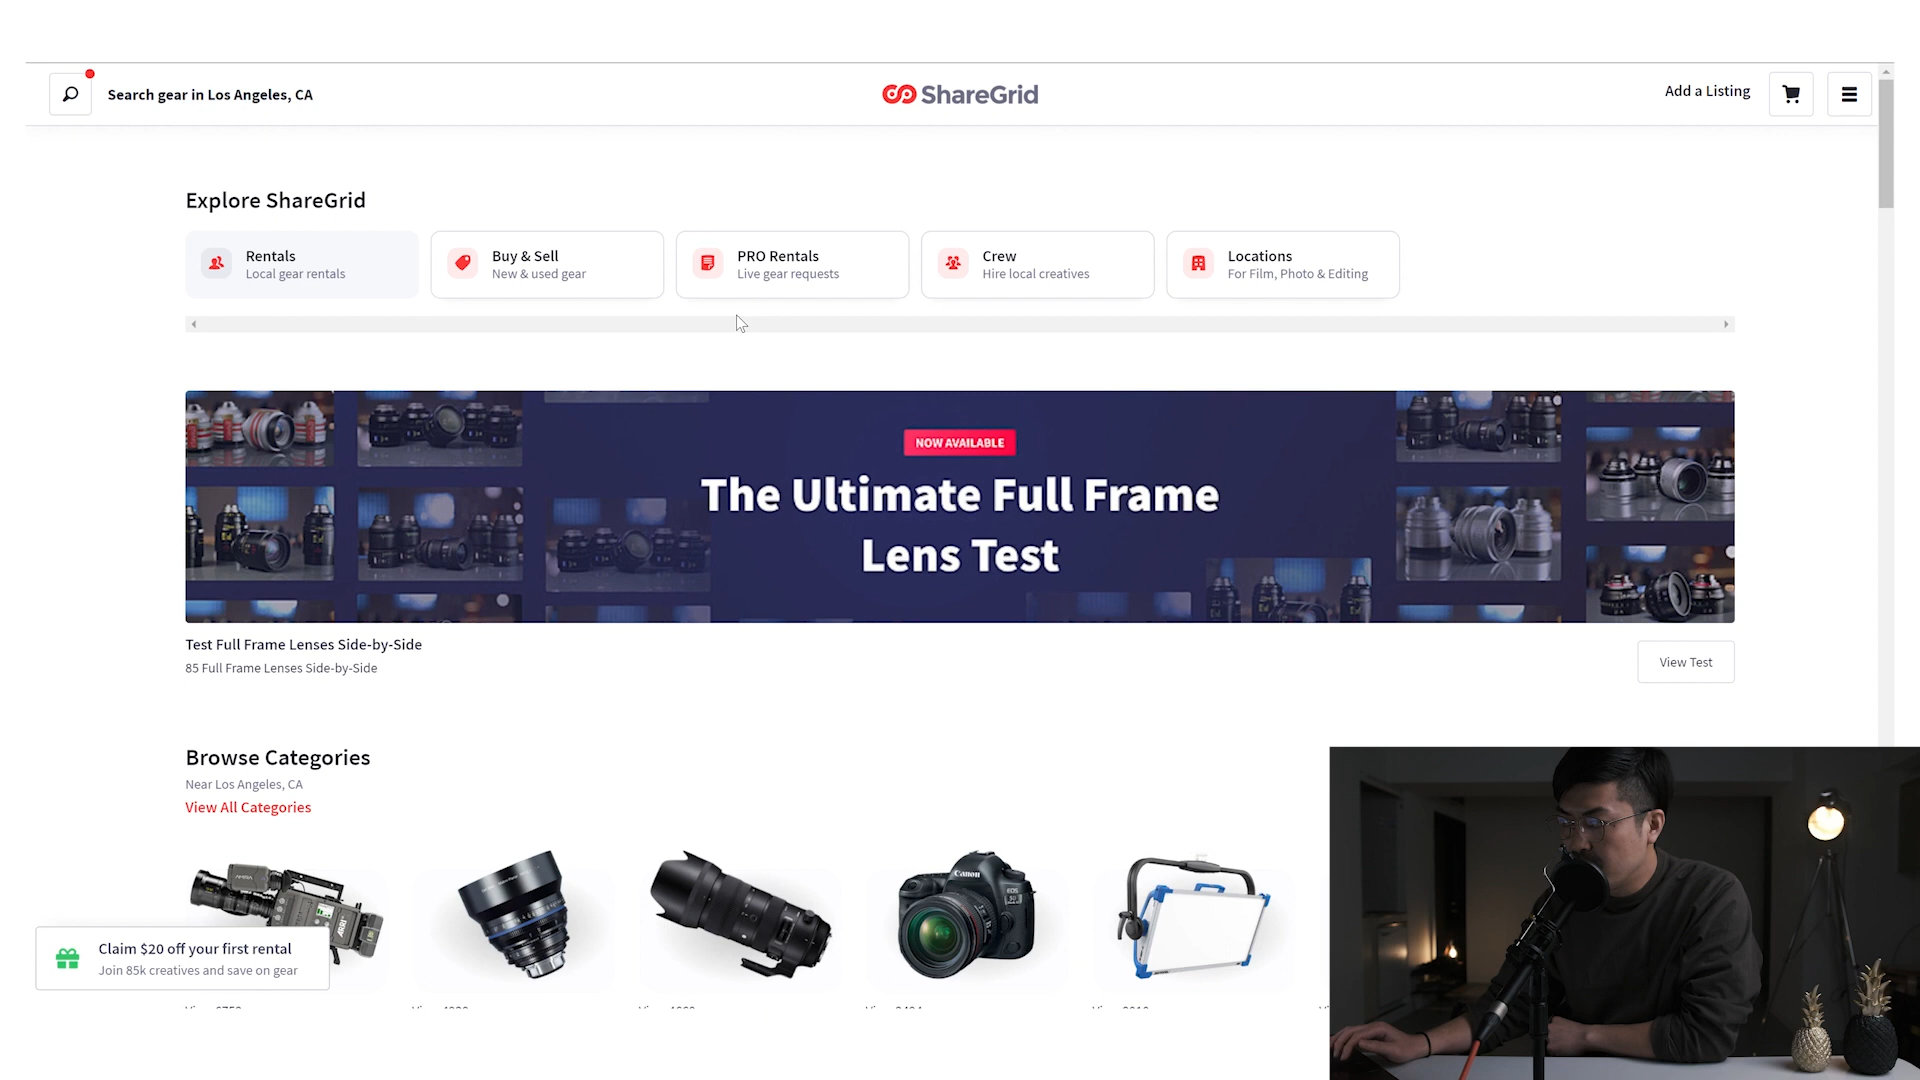 Search gear in Los Angeles, CA
ShareGrid
Add a Listing
Explore ShareGrid
Rentals
Local gear rentals
Buy & Sell
New & used gear
PRO Rentals
Live gear requests
Crew
Hire local creatives
Locations
For Film, Photo & Editing
NOW AVAILABLE
The Ultimate Full Frame
Lens Test
Test Full Frame Lenses Side-by-Side
85 Full Frame Lenses Side-by-Side
View Test
Browse Categories
Near Los Angeles, CA
View All Categories
Canon
Claim $20 off your first rental
Join 85k creatives and save on gear